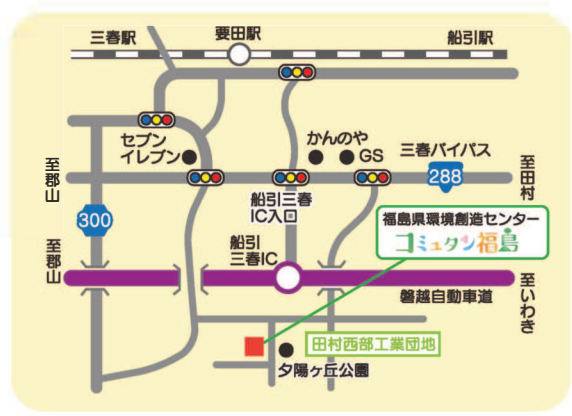 三春駅
要田駅
船引駅
セブン
イレブン
かんのや
GS
三春バイパス
288
至郡山
至田村
300
船引三春
IC入口
福島県環境創造センター
コミュタン福島
至郡山
船引
三春IC
磐越自動車道
至いわき
田村西部工業団地
夕陽ヶ丘公園